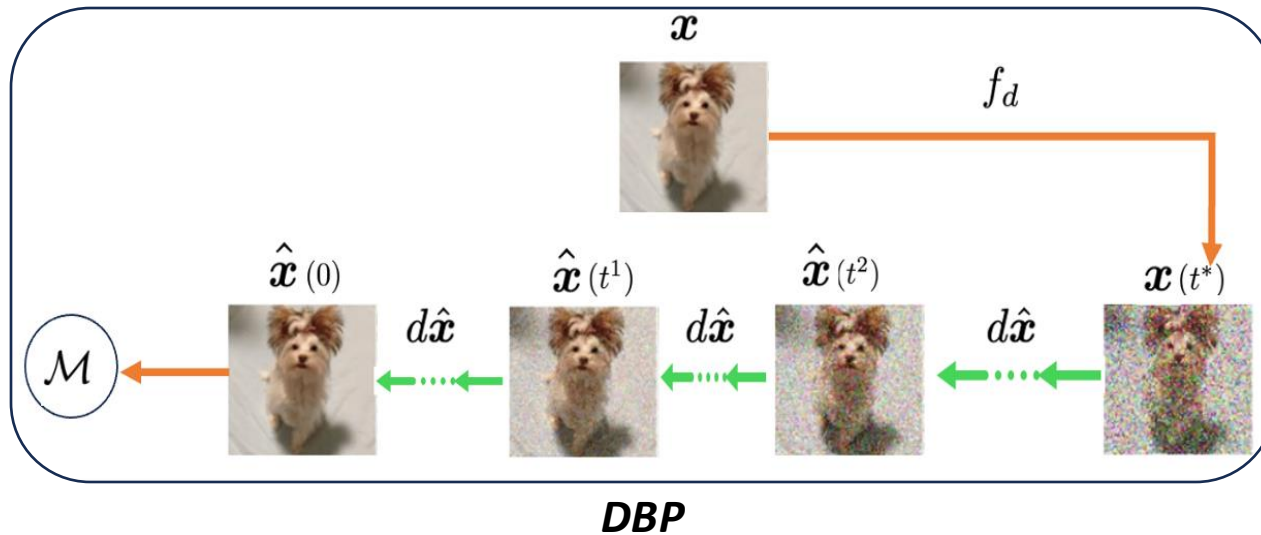 x
f_d
x̂(0)
x̂(t¹)
x̂(t²)
x(t*)
dx̂
dx̂
dx̂
ℳ
DBP